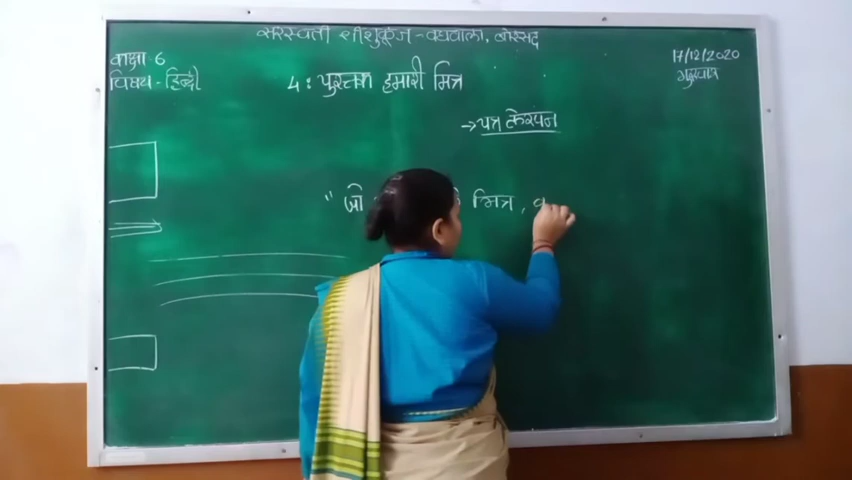 सरस्वती शीशुकूंज - वघवाला, बोरसद
कक्षा - 6
17/12/2020
विषय - हिन्दी
गुरुवार
4 : पुस्तक हमारी मित्र
→ पत्र लेखन
" जो मित्र, व